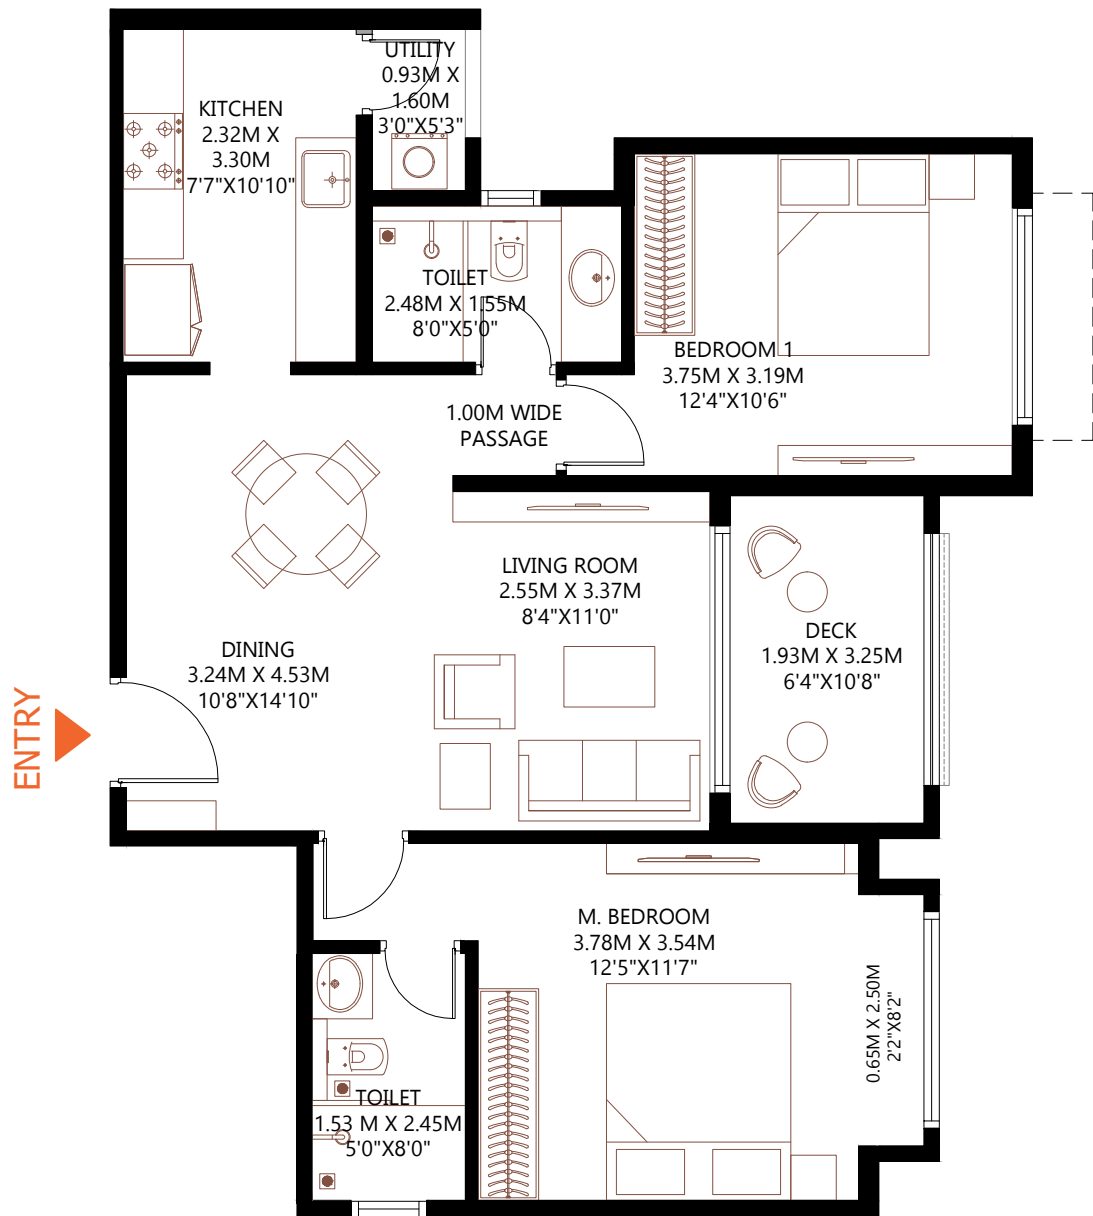 UTILITY
0.93M X
1.60M
3'0"X5'3"
KITCHEN
2.32M X
3.30M
7'7"X10'10"
TOILET
2.48M X 1.55M
8'0"X5'0"
BEDROOM 1
3.75M X 3.19M
12'4"X10'6"
1.00M WIDE
PASSAGE
LIVING ROOM
2.55M X 3.37M
8'4"X11'0"
DECK
1.93M X 3.25M
6'4"X10'8"
DINING
3.24M X 4.53M
10'8"X14'10"
ENTRY
M. BEDROOM
3.78M X 3.54M
12'5"X11'7"
0.65M X 2.50M
2'2"X8'2"
TOILET
1.53 M X 2.45M
5'0"X8'0"